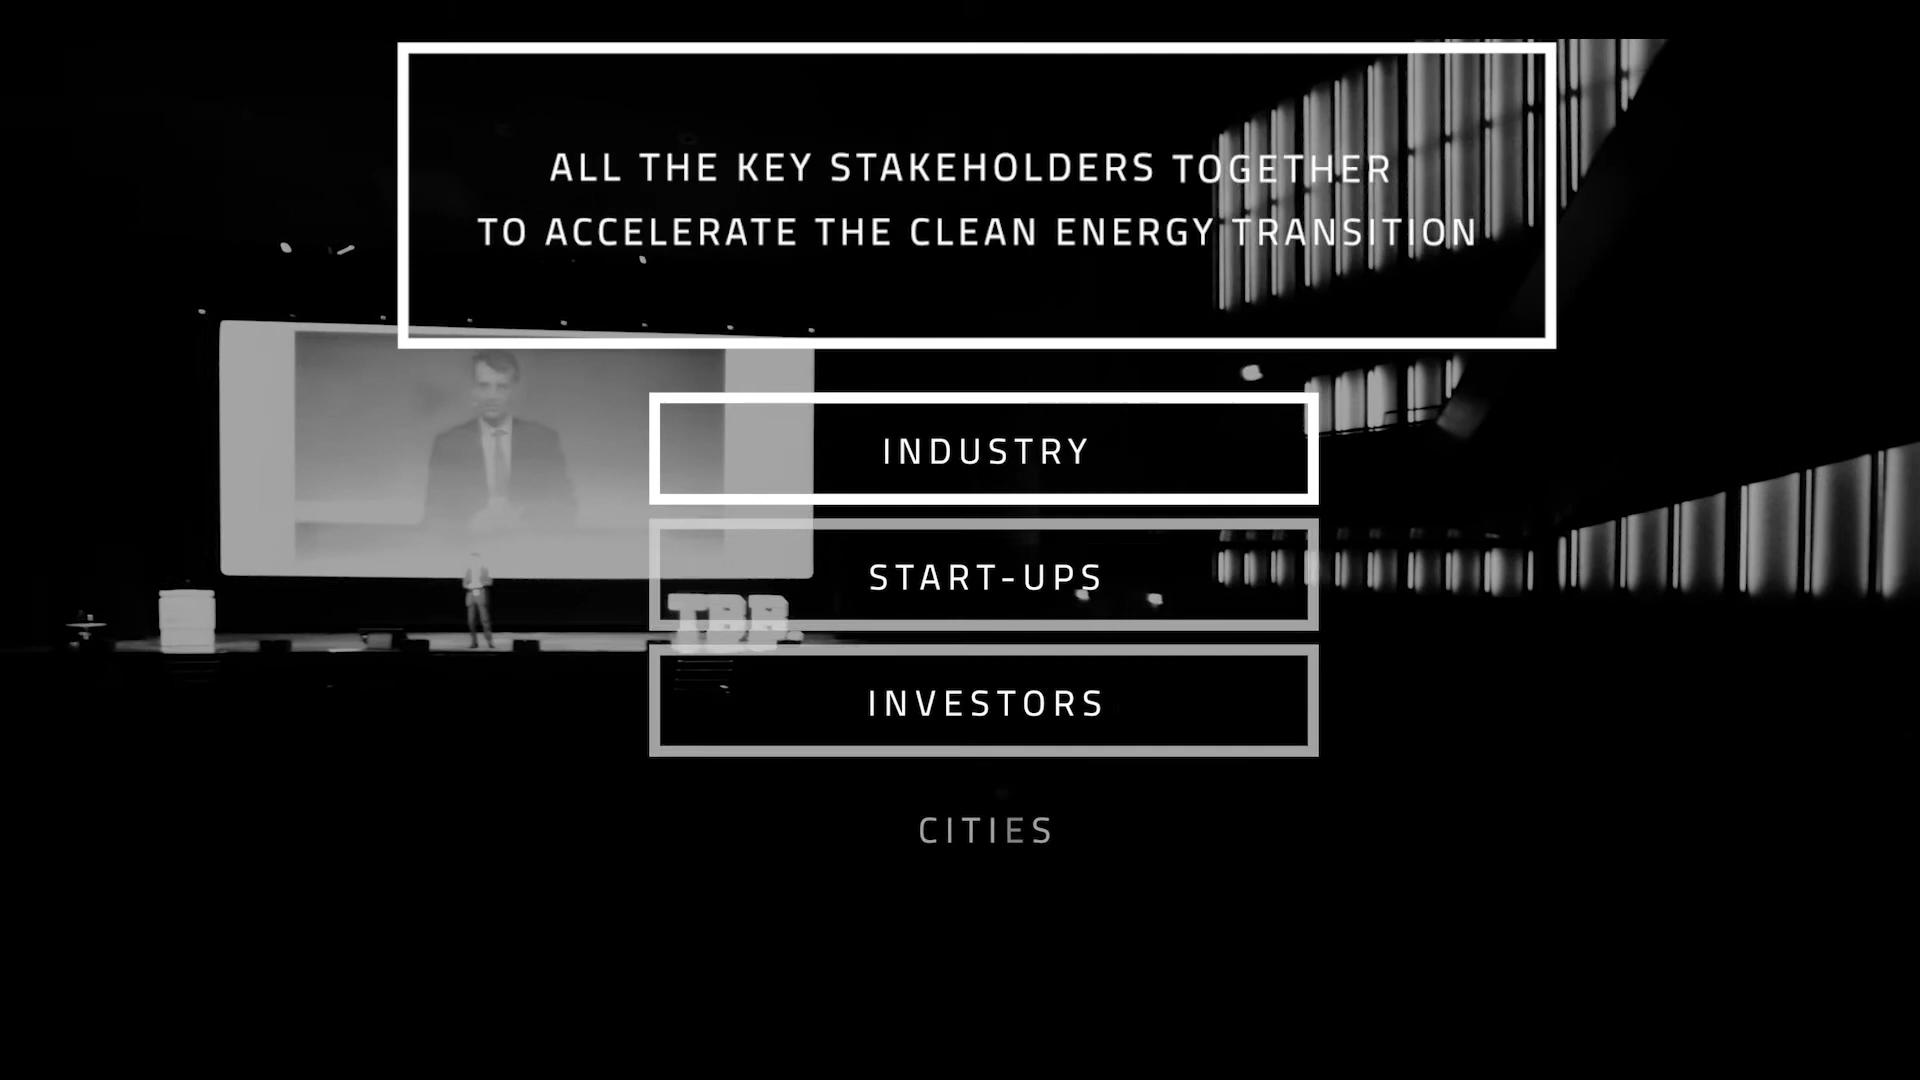 ALL THE KEY STAKEHOLDERS TOGETHER
TO ACCELERATE THE CLEAN ENERGY TRANSITION
INDUSTRY
START-UPS
INVESTORS
CITIES